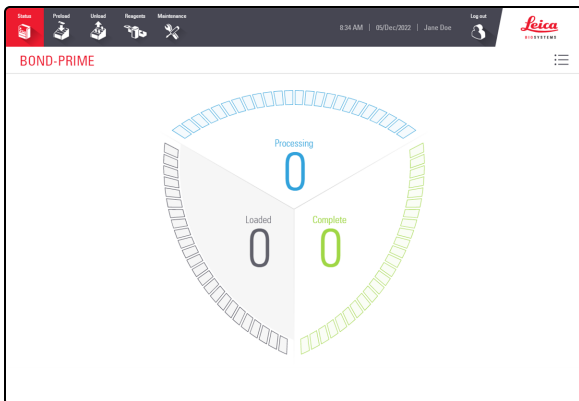 Status Preload Unload Reagents Maintenance 8:34 AM | 05/Dec/2022 | Jane Doe Log out
Leica
BIOSYSTEMS
BOND-PRIME
Processing
0
Loaded Complete
0 0